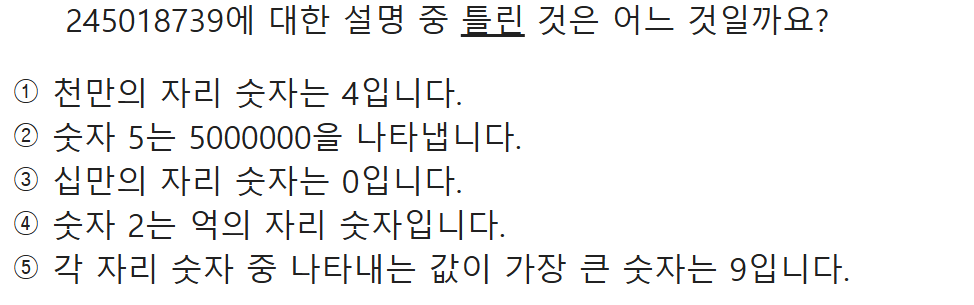 245018739에 대한 설명 중 틀린 것은 어느 것일까요?
① 천만의 자리 숫자는 4입니다.
② 숫자 5는 5000000을 나타냅니다.
③ 십만의 자리 숫자는 0입니다.
④ 숫자 2는 억의 자리 숫자입니다.
⑤ 각 자리 숫자 중 나타내는 값이 가장 큰 숫자는 9입니다.